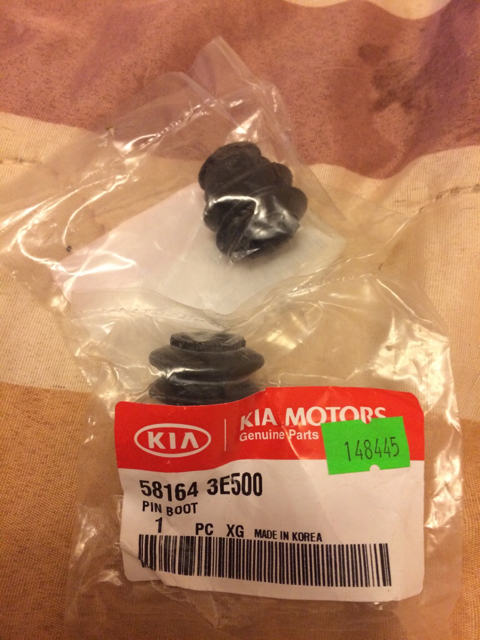 KIA
KIA MOTORS
Genuine Parts
148445
58164 3E500
PIN BOOT
1 PC XG MADE IN KOREA